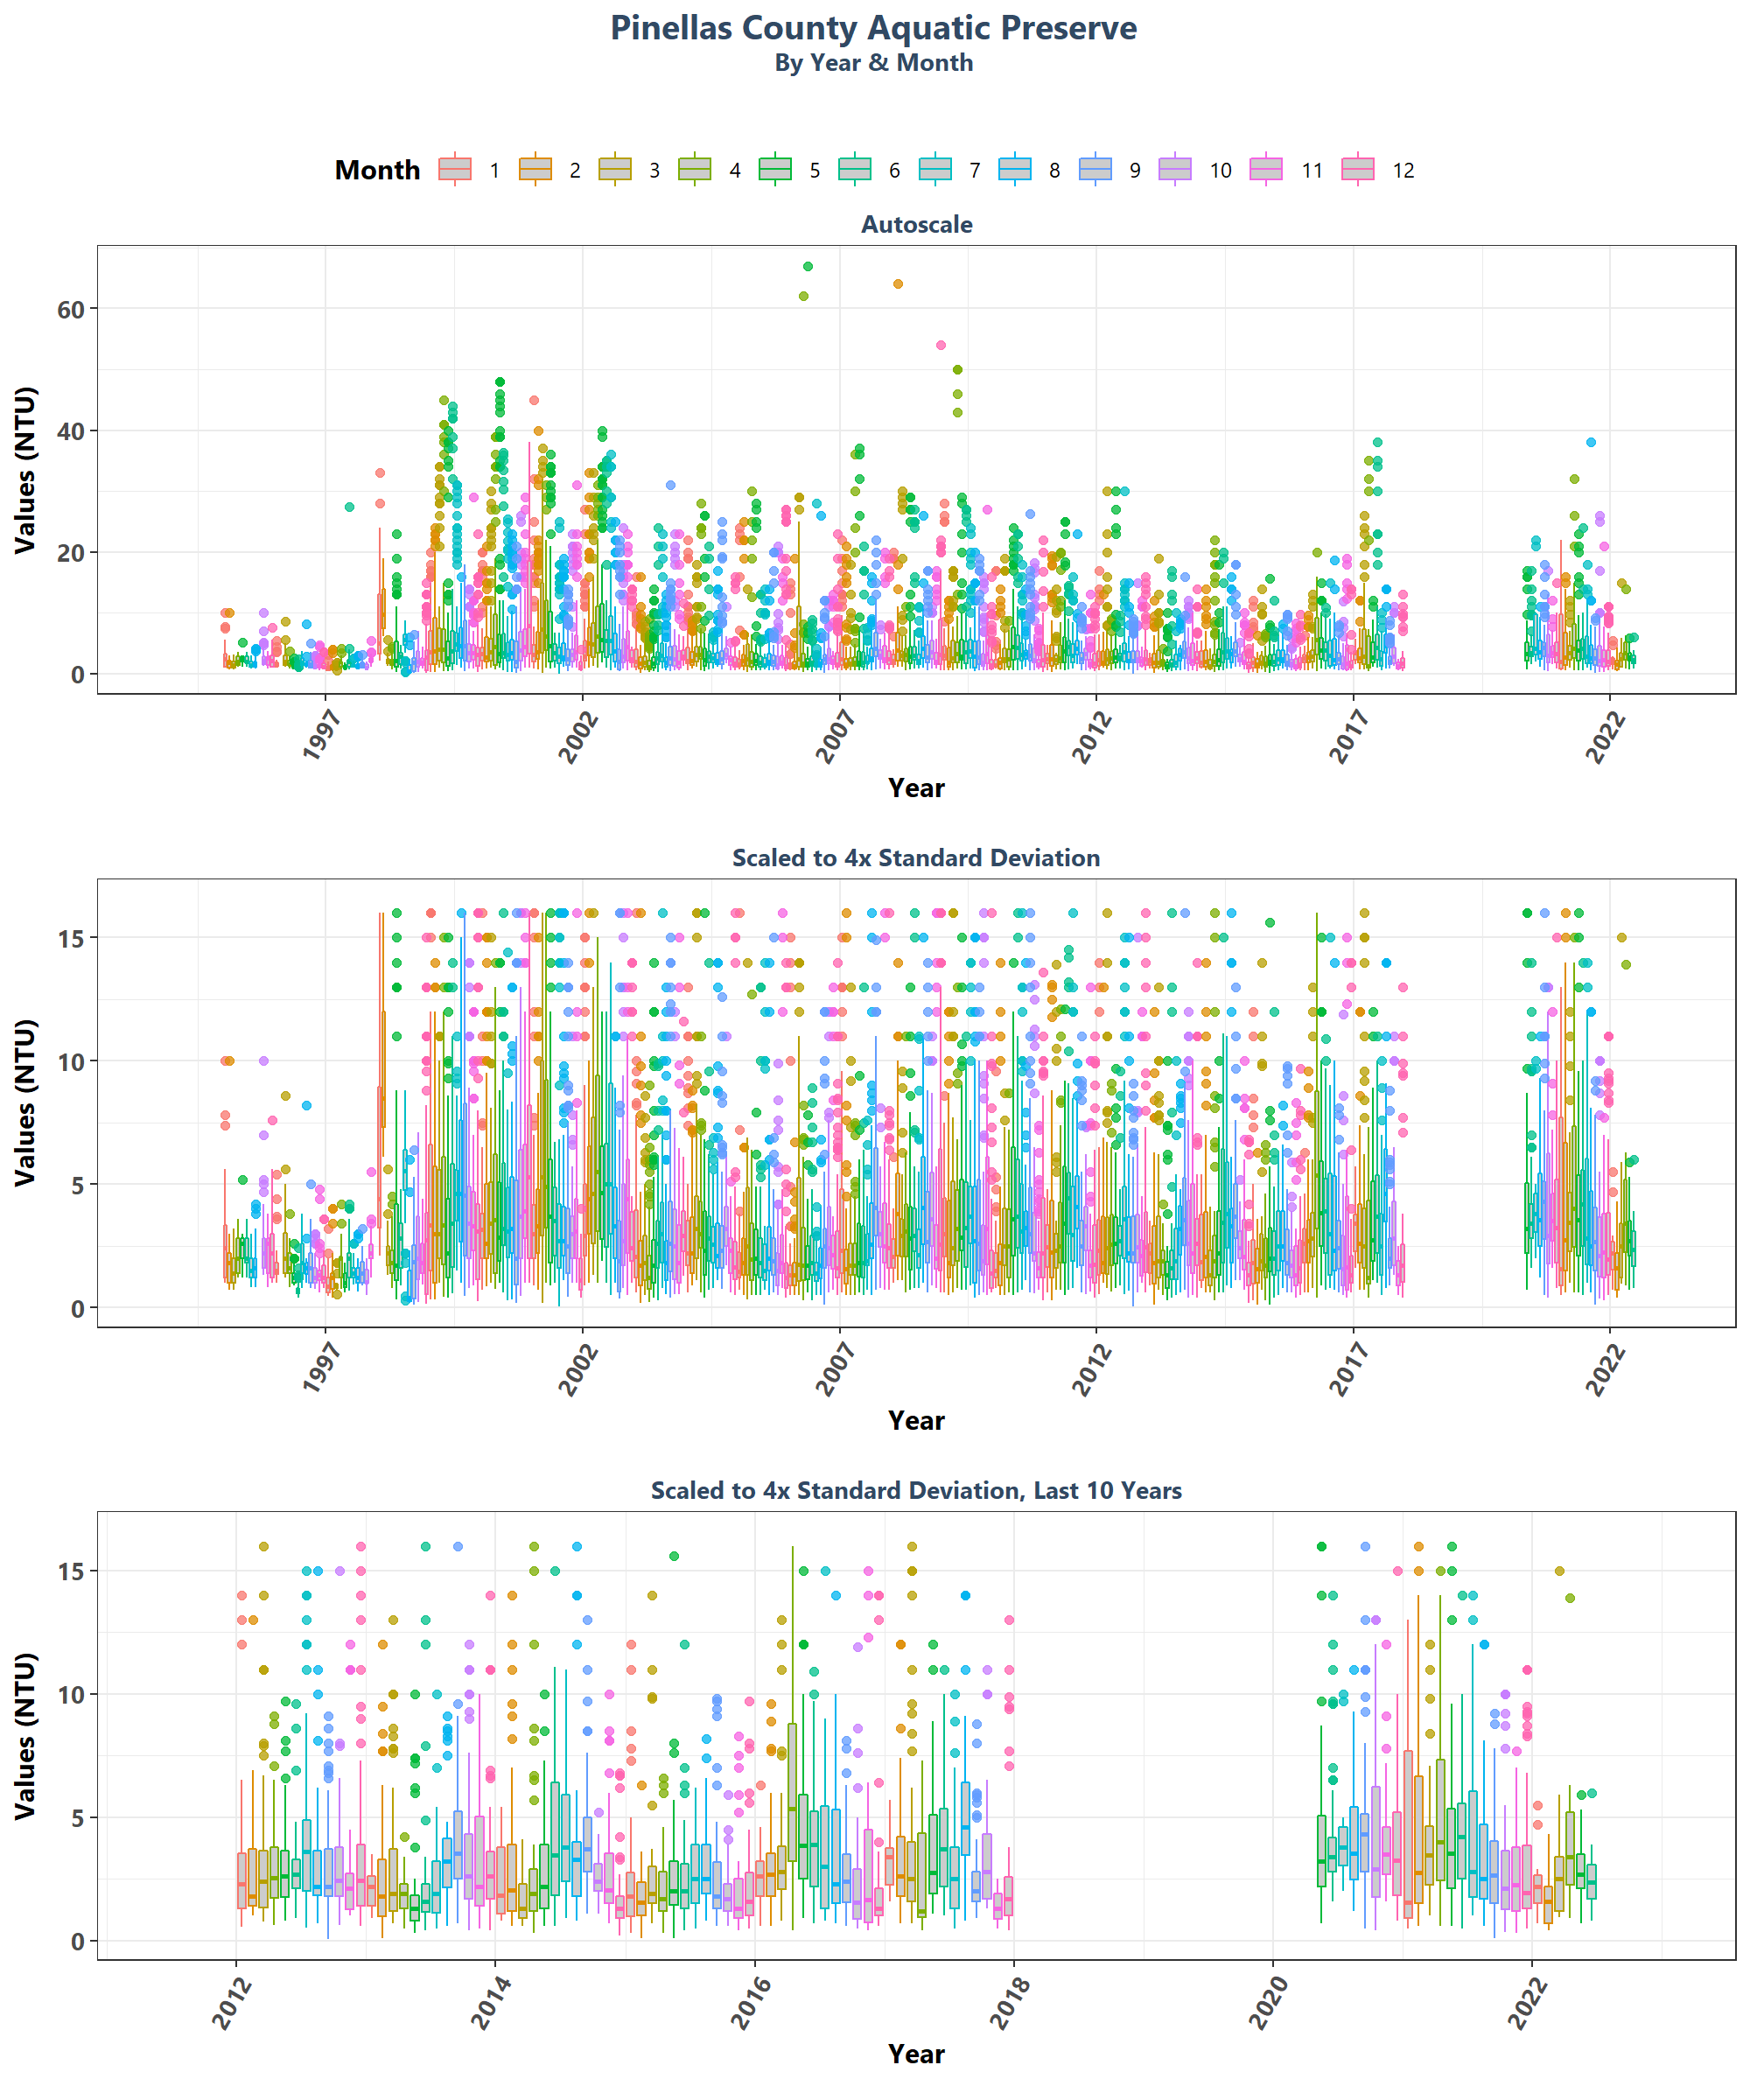 Pinellas County Aquatic Preserve
By Year & Month
Month 1 2 3 4 5 6 7 8 9 10 11 12
Autoscale
Values (NTU)
60
40
20
0
1997 2002 2007 2012 2017 2022
Year
Scaled to 4x Standard Deviation
Values (NTU)
15
10
5
0
1997 2002 2007 2012 2017 2022
Year
Scaled to 4x Standard Deviation, Last 10 Years
Values (NTU)
15
10
5
0
2012 2014 2016 2018 2020 2022
Year